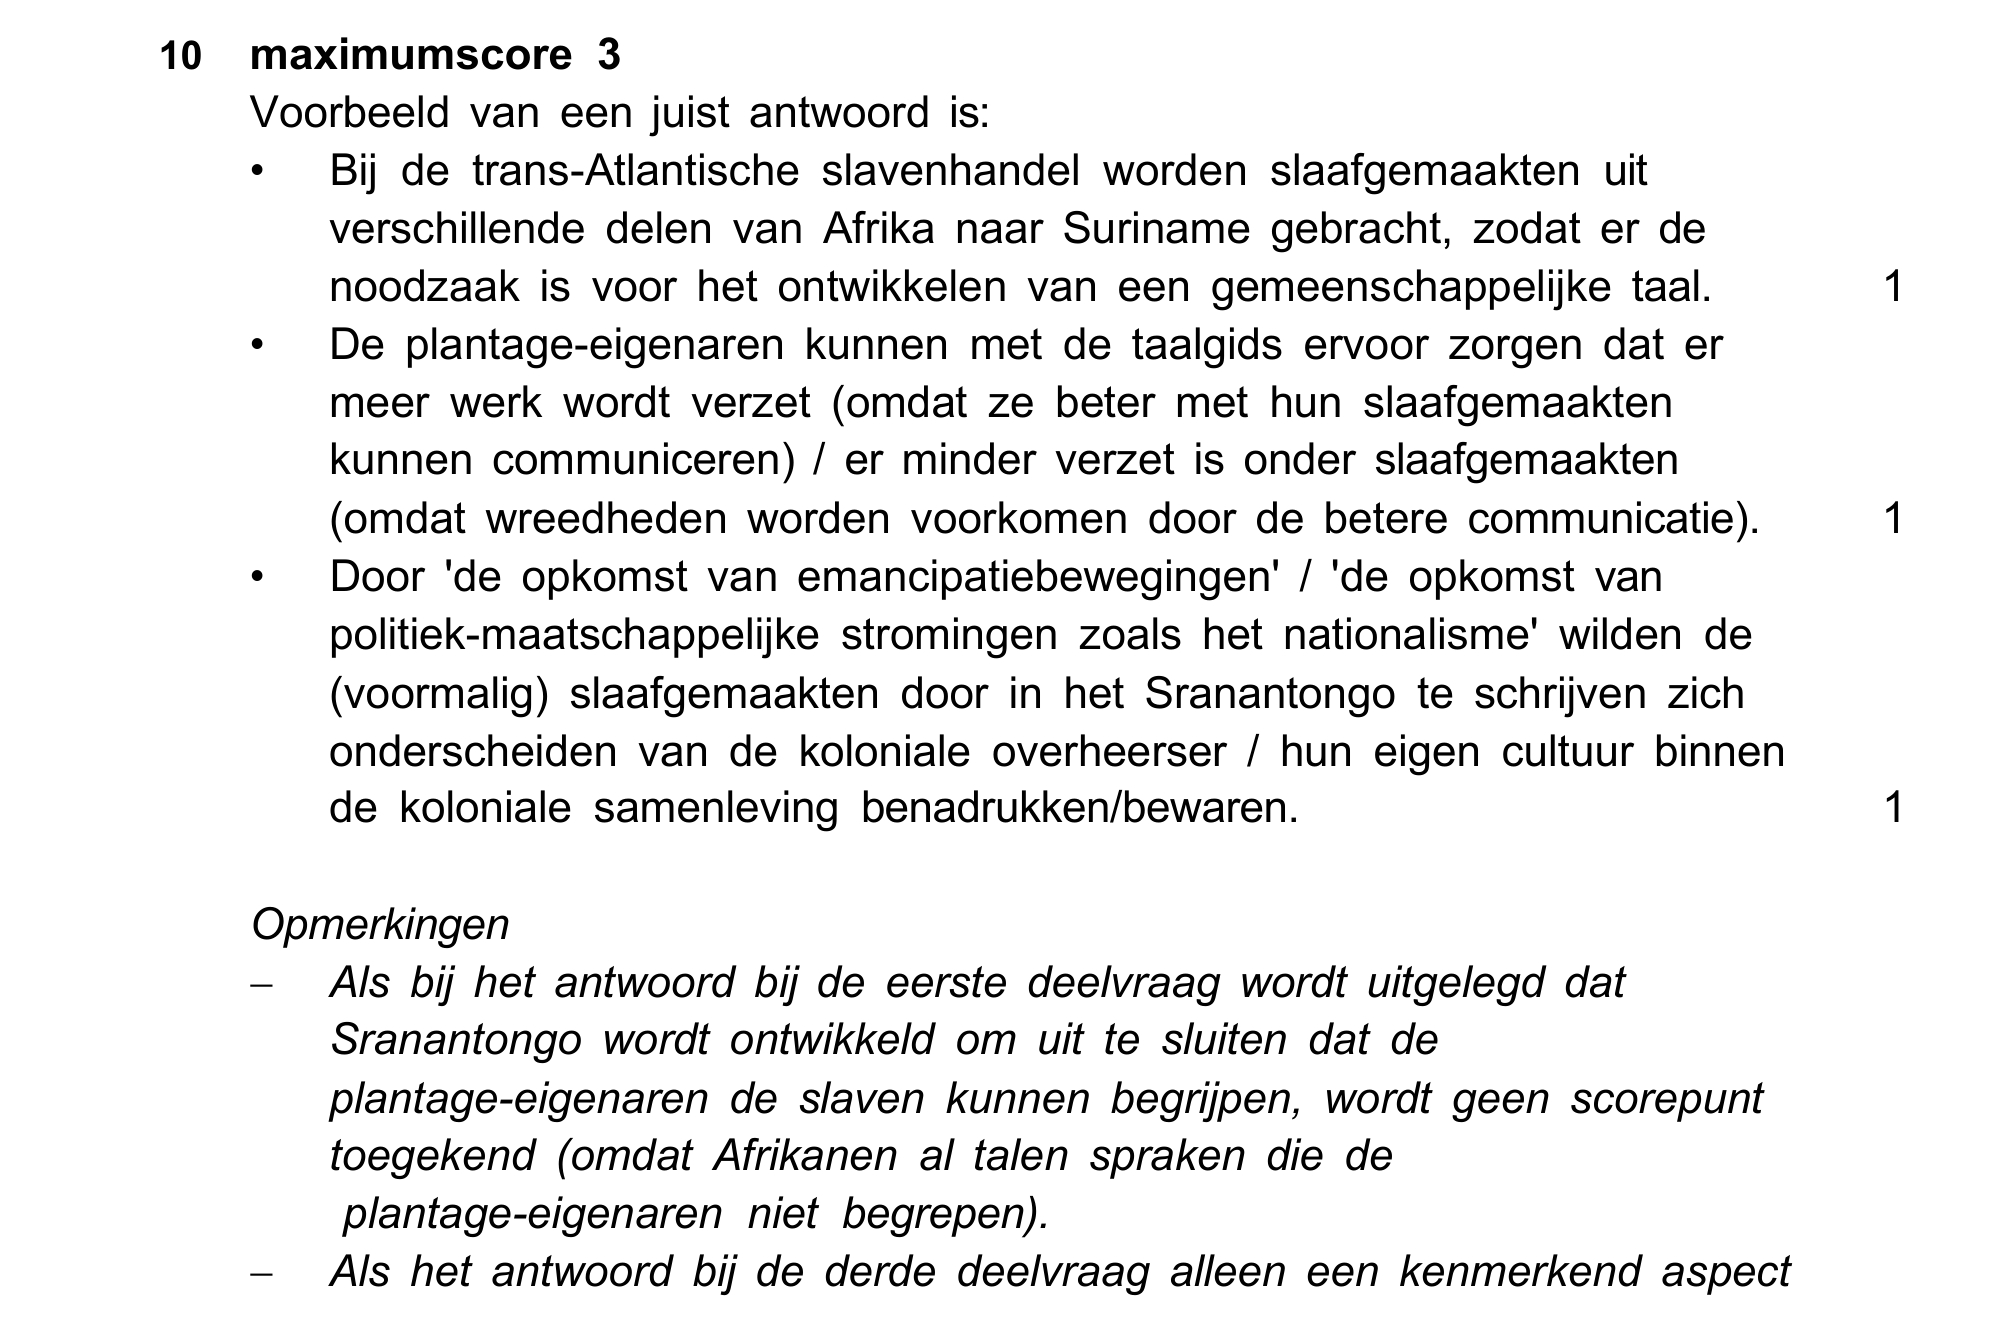 10 maximumscore 3
Voorbeeld van een juist antwoord is:
• Bij de trans-Atlantische slavenhandel worden slaafgemaakten uit
verschillende delen van Afrika naar Suriname gebracht, zodat er de
noodzaak is voor het ontwikkelen van een gemeenschappelijke taal. 1
• De plantage-eigenaren kunnen met de taalgids ervoor zorgen dat er
meer werk wordt verzet (omdat ze beter met hun slaafgemaakten
kunnen communiceren) / er minder verzet is onder slaafgemaakten
(omdat wreedheden worden voorkomen door de betere communicatie). 1
• Door 'de opkomst van emancipatiebewegingen' / 'de opkomst van
politiek-maatschappelijke stromingen zoals het nationalisme' wilden de
(voormalig) slaafgemaakten door in het Sranantongo te schrijven zich
onderscheiden van de koloniale overheerser / hun eigen cultuur binnen
de koloniale samenleving benadrukken/bewaren. 1
Opmerkingen
− Als bij het antwoord bij de eerste deelvraag wordt uitgelegd dat
Sranantongo wordt ontwikkeld om uit te sluiten dat de
plantage-eigenaren de slaven kunnen begrijpen, wordt geen scorepunt
toegekend (omdat Afrikanen al talen spraken die de
plantage-eigenaren niet begrepen).
− Als het antwoord bij de derde deelvraag alleen een kenmerkend aspect